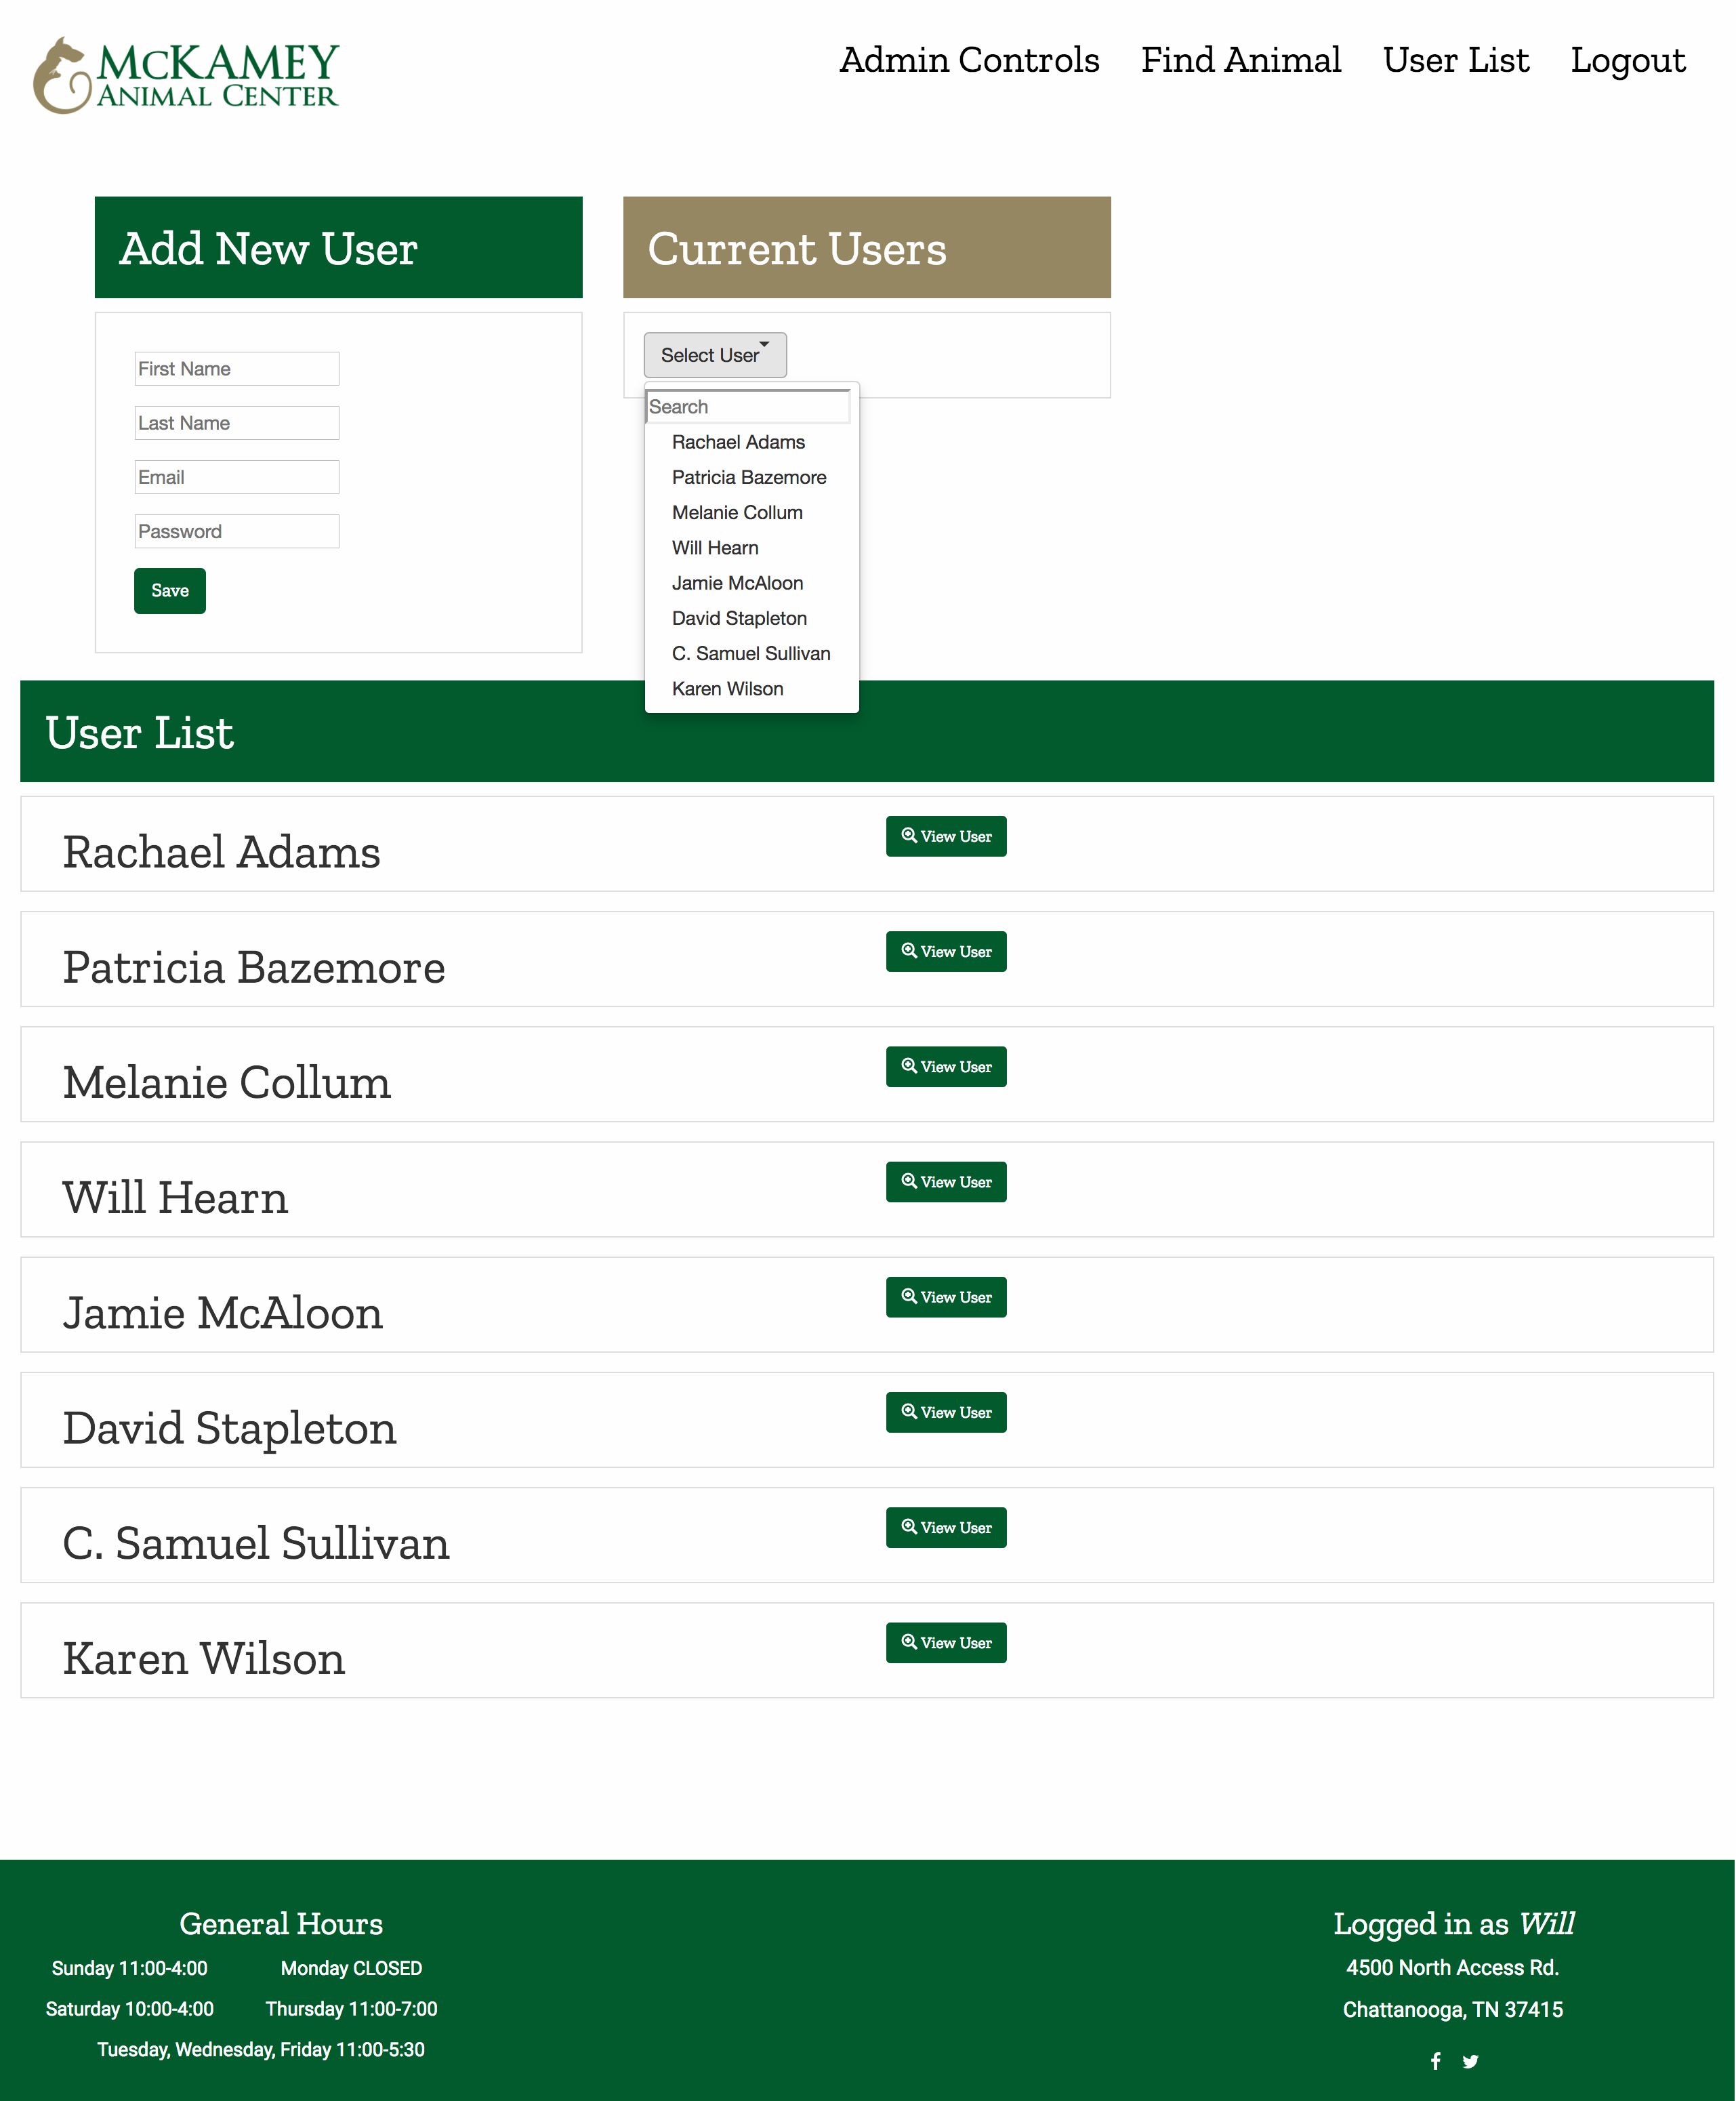 McKAMEY
ANIMAL CENTER
Admin Controls Find Animal User List Logout
Add New User
First Name
Last Name
Email
Password
Save
Current Users
Select User
Search
Rachael Adams
Patricia Bazemore
Melanie Collum
Will Hearn
Jamie McAloon
David Stapleton
C. Samuel Sullivan
Karen Wilson
User List
Rachael Adams View User
Patricia Bazemore View User
Melanie Collum View User
Will Hearn View User
Jamie McAloon View User
David Stapleton View User
C. Samuel Sullivan View User
Karen Wilson View User
General Hours
Sunday 11:00-4:00 Monday CLOSED
Saturday 10:00-4:00 Thursday 11:00-7:00
Tuesday, Wednesday, Friday 11:00-5:30
Logged in as Will
4500 North Access Rd.
Chattanooga, TN 37415